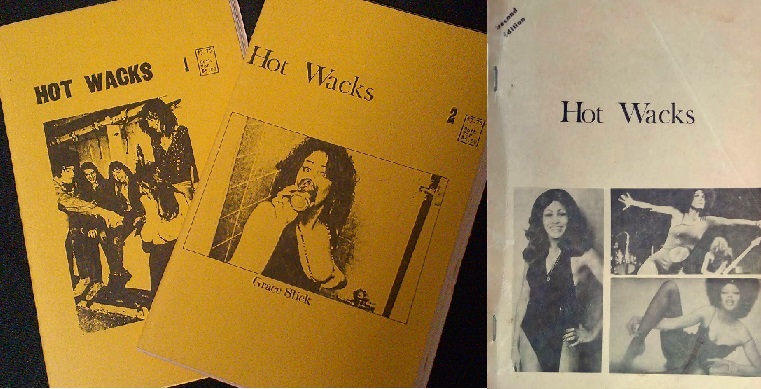 HOT WACKS
1
Hot Wacks
2
Grace Slick
Second
Edition
Hot Wacks